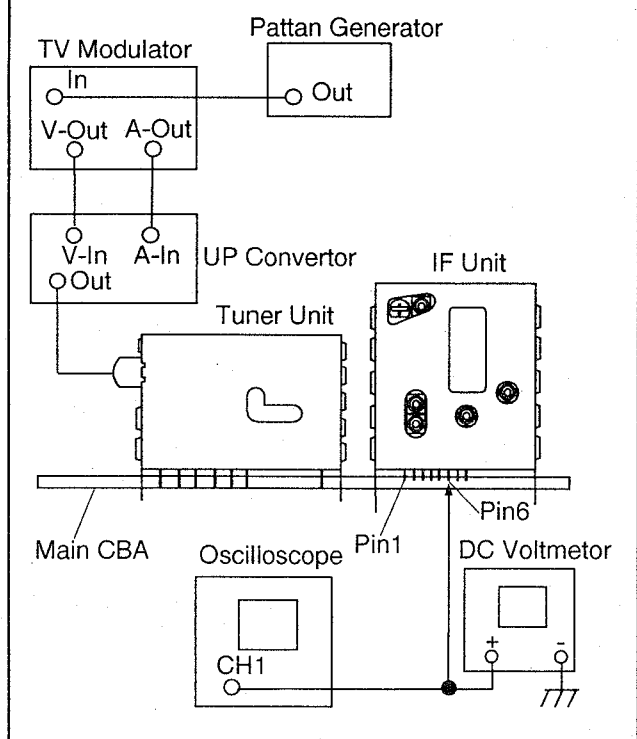 Pattan Generator
TV Modulator
In
Out
V-Out A-Out
V-In A-In
UP Convertor
Out
IF Unit
Tuner Unit
Pin6
Main CBA
Pin1
Oscilloscope
DC Voltmetor
CH1
+ -